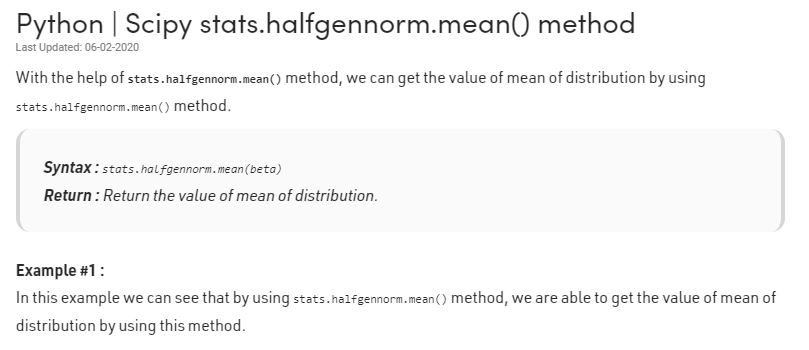 Python | Scipy stats.halfgennorm.mean() method
Last Updated: 06-02-2020
With the help of stats.halfgennorm.mean() method, we can get the value of mean of distribution by using
stats.halfgennorm.mean() method.
Syntax : stats.halfgennorm.mean(beta)
Return : Return the value of mean of distribution.
Example #1 :
In this example we can see that by using stats.halfgennorm.mean() method, we are able to get the value of mean of
distribution by using this method.